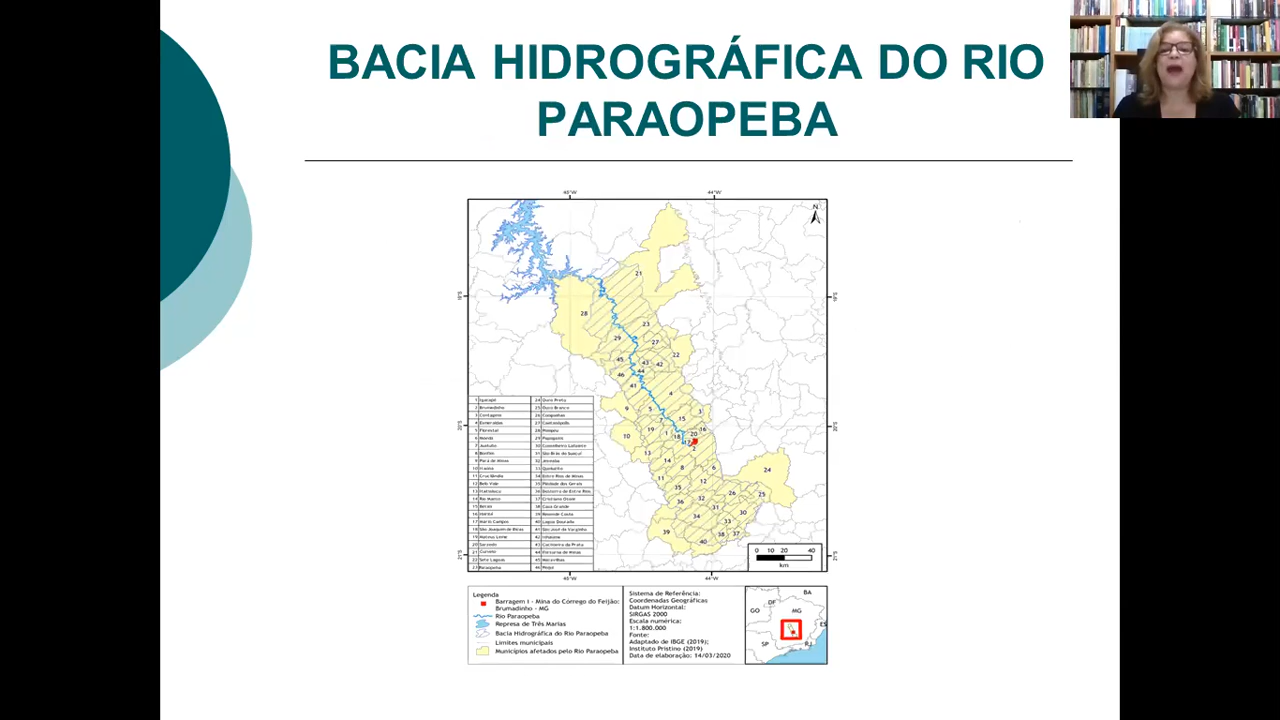 BACIA HIDROGRÁFICA DO RIO
PARAOPEBA
45°W 44°W
N
21
28
23
29
27
22
45 43 42
44
46
41
4
9
15 3
19 18 20 16
10 17
2
13
14
8 6
24
11
12
35
26 25
36 32
31
30
34
33
39
38 37
40
1 Igarapé 24 Ouro Preto
2 Brumadinho 25 Ouro Branco
3 Contagem 26 Congonhas
4 Esmeraldas 27 Caetanópolis
5 Florestal 28 Pompéu
6 Moeda 29 Papagaios
7 Juatuba 30 Conselheiro Lafaiete
8 Bonfim 31 São Brás do Suaçuí
9 Pará de Minas 32 Jeceaba
10 Itaúna 33 Queluzito
11 Crucilândia 34 Entre Rios de Minas
12 Belo Vale 35 Piedade dos Gerais
13 Itatiaiuçu 36 Desterro de Entre Rios
14 Rio Manso 37 Cristiano Otoni
15 Betim 38 Casa Grande
16 Ibirité 39 Resende Costa
17 Mário Campos 40 Lagoa Dourada
18 São Joaquim de Bicas 41 São José da Varginha
19 Mateus Leme 42 Inhaúma
20 Sarzedo 43 Cachoeira da Prata
21 Curvelo 44 Fortuna de Minas
22 Sete Lagoas 45 Maravilhas
23 Paraopeba 46 Pequi
0 10 20 40
km
45°W 44°W
Legenda
Barragem I - Mina do Córrego do Feijão:
Brumadinho - MG
Rio Paraopeba
Represa de Três Marias
Bacia Hidrográfica do Rio Paraopeba
Limites municipais
Municípios afetados pelo Rio Paraopeba
Sistema de Referência:
Coordenadas Geográficas
Datum Horizontal:
SIRGAS 2000
Escala numérica:
1:1.800.000
Fonte:
Adaptado de IBGE (2019);
Instituto Pristino (2019)
Data de elaboração: 14/03/2020
BA
DF
GO MG
ES
SP RJ